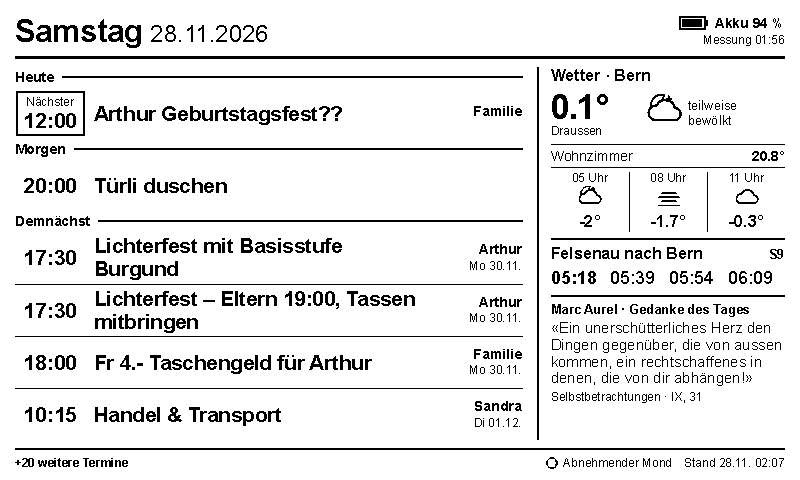 Samstag 28.11.2026
Akku 94 %
Messung 01:56
Heute
Nächster
12:00 Arthur Geburtstagsfest?? Familie
Morgen
20:00 Türli duschen
Demnächst
17:30 Lichterfest mit Basisstufe Burgund Arthur Mo 30.11.
17:30 Lichterfest – Eltern 19:00, Tassen mitbringen Arthur Mo 30.11.
18:00 Fr 4.- Taschengeld für Arthur Familie Mo 30.11.
10:15 Handel & Transport Sandra Di 01.12.
+20 weitere Termine
Wetter · Bern
0.1° teilweise bewölkt
Draussen
Wohnzimmer 20.8°
05 Uhr 08 Uhr 11 Uhr
-2° -1.7° -0.3°
Felsenau nach Bern S9
05:18 05:39 05:54 06:09
Marc Aurel · Gedanke des Tages
«Ein unerschütterliches Herz den
Dingen gegenüber, die von aussen
kommen, ein rechtschaffenes in
denen, die von dir abhängen!»
Selbstbetrachtungen · IX, 31
Abnehmender Mond Stand 28.11. 02:07